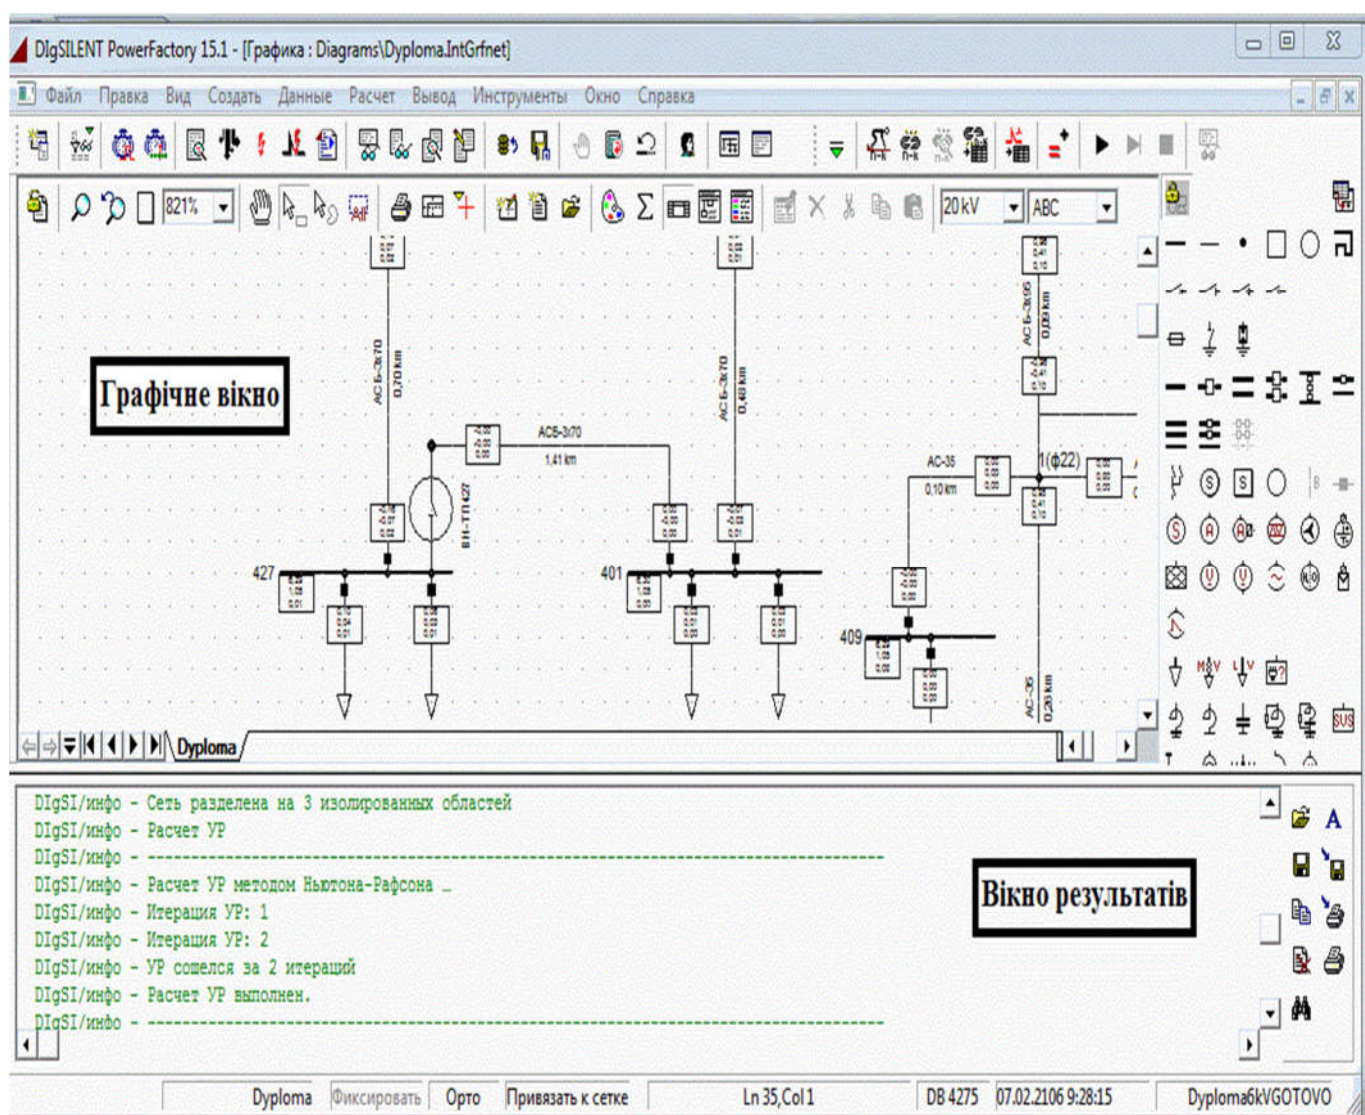 DIgSILENT PowerFactory 15.1 - [Графика : Diagrams\Dyploma.IntGrfnet]
Файл Правка Вид Создать Данные Расчет Вывод Инструменты Окно Справка
821% 20 kV ABC
АСБ-3х95
0,09 km
АСБ-3х70
0,70 km
АСБ-3х70
0,48 km
Графічне вікно
АСБ-3х70
1,41 km
ВН-ТП 427
АС-35
0,10 km
1(ф22)
427
401
409
АС-35
0,26 km
Dyploma
DIgSI/инфо - Сеть разделена на 3 изолированных областей
DIgSI/инфо - Расчет УР
DIgSI/инфо - --------------------------------------------------------------------------------
DIgSI/инфо - Расчет УР методом Ньютона-Рафсона …
DIgSI/инфо - Итерация УР: 1
DIgSI/инфо - Итерация УР: 2
DIgSI/инфо - УР сошелся за 2 итераций
DIgSI/инфо - Расчет УР выполнен.
DIgSI/инфо - --------------------------------------------------------------------------------
Вікно результатів
Dyploma Фиксировать Орто Привязать к сетке Ln 35,Col 1 DB 4275 07.02.2106 9:28:15 Dyploma6kVGOTOVO